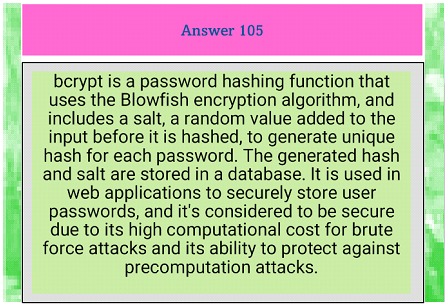 Answer 105
bcrypt is a password hashing function that
uses the Blowfish encryption algorithm, and
includes a salt, a random value added to the
input before it is hashed, to generate unique
hash for each password. The generated hash
and salt are stored in a database. It is used in
web applications to securely store user
passwords, and it's considered to be secure
due to its high computational cost for brute
force attacks and its ability to protect against
precomputation attacks.